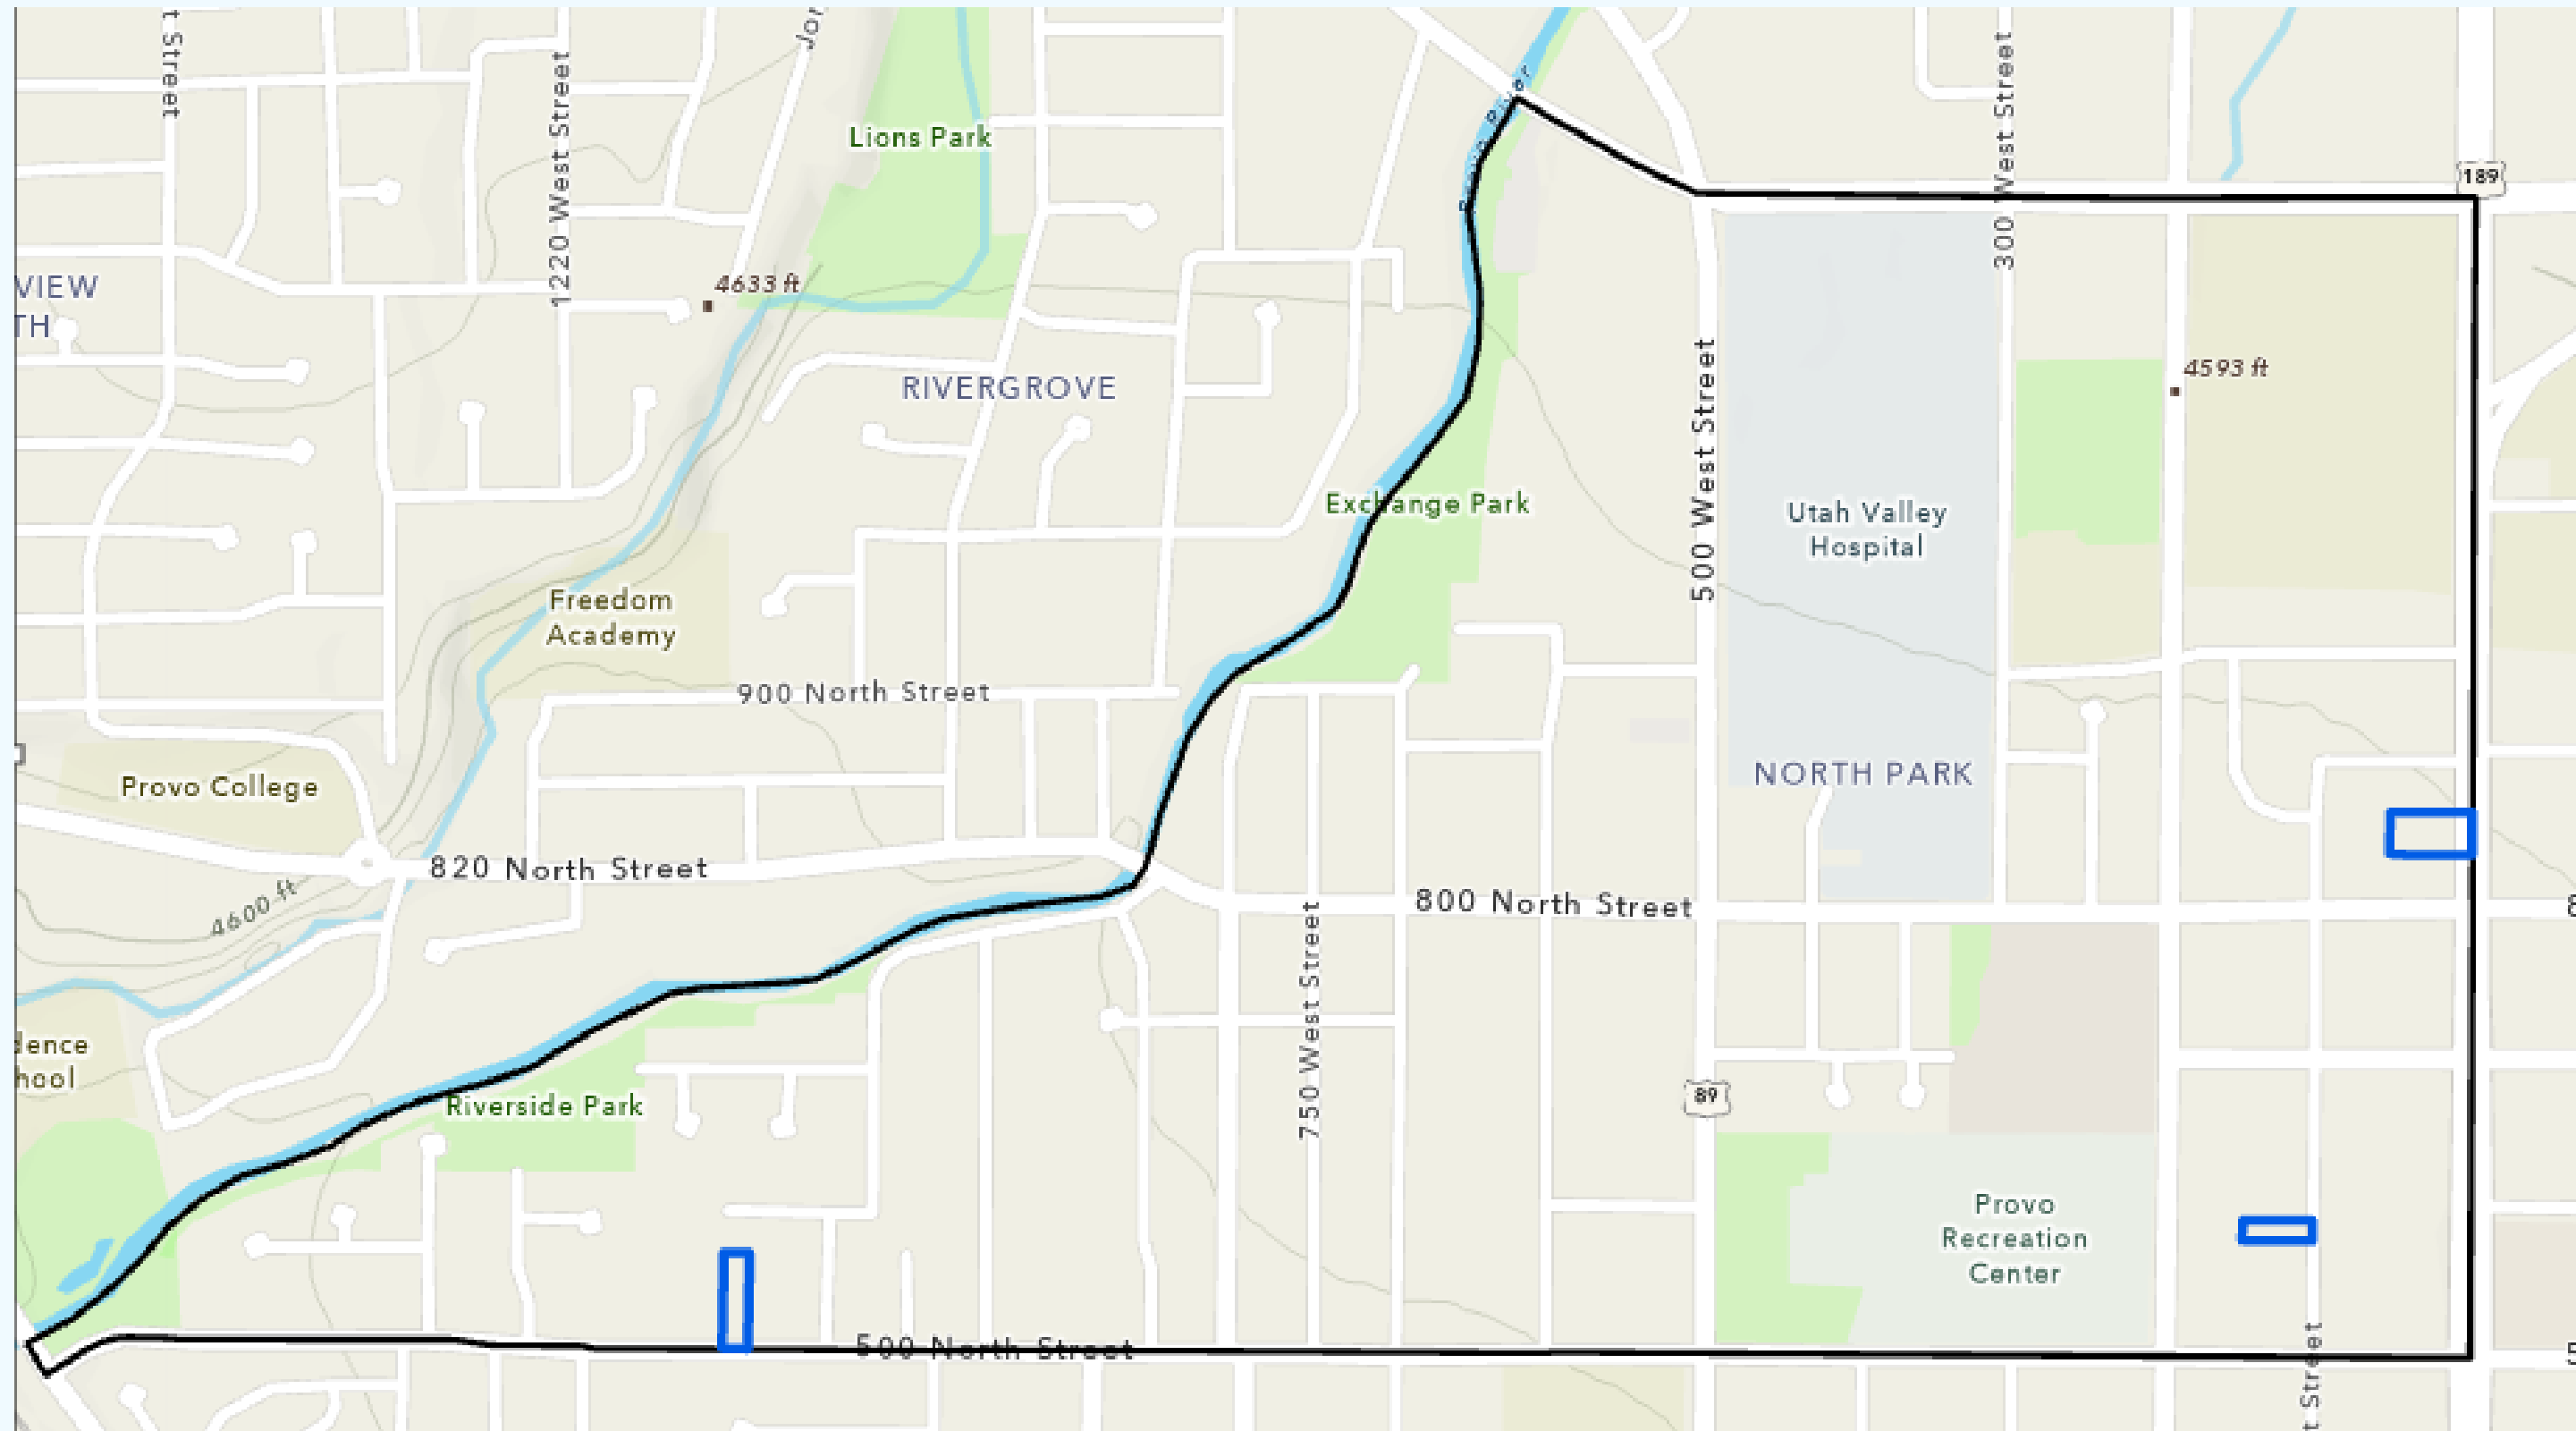 Street
1220 West Street
Lions Park
300 West Street
189
VIEW
TH
4633 ft
4593 ft
RIVERGROVE
500 West Street
Exchange Park
Utah Valley
Hospital
Freedom
Academy
900 North Street
Provo College
NORTH PARK
820 North Street
800 North Street
4600 ft
750 West Street
dence
hool
Riverside Park
89
Provo
Recreation
Center
500 North Street
t Street